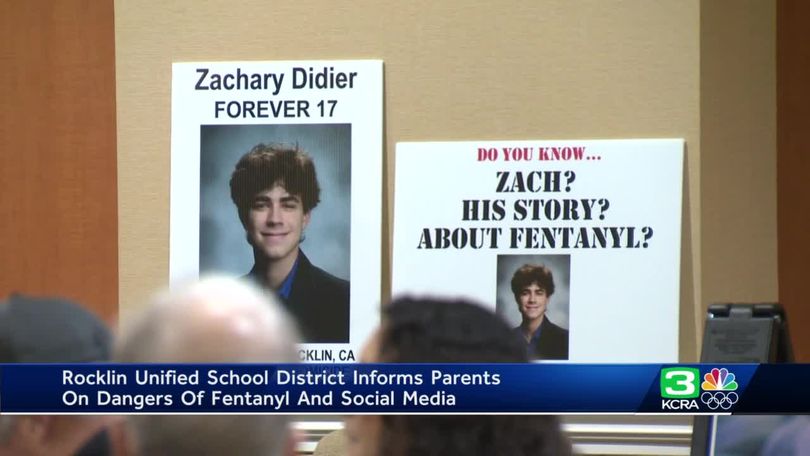 Zachary Didier
FOREVER 17
CKLIN, CA
DO YOU KNOW...
ZACH?
HIS STORY?
ABOUT FENTANYL?
Rocklin Unified School District Informs Parents
On Dangers Of Fentanyl And Social Media
3
KCRA